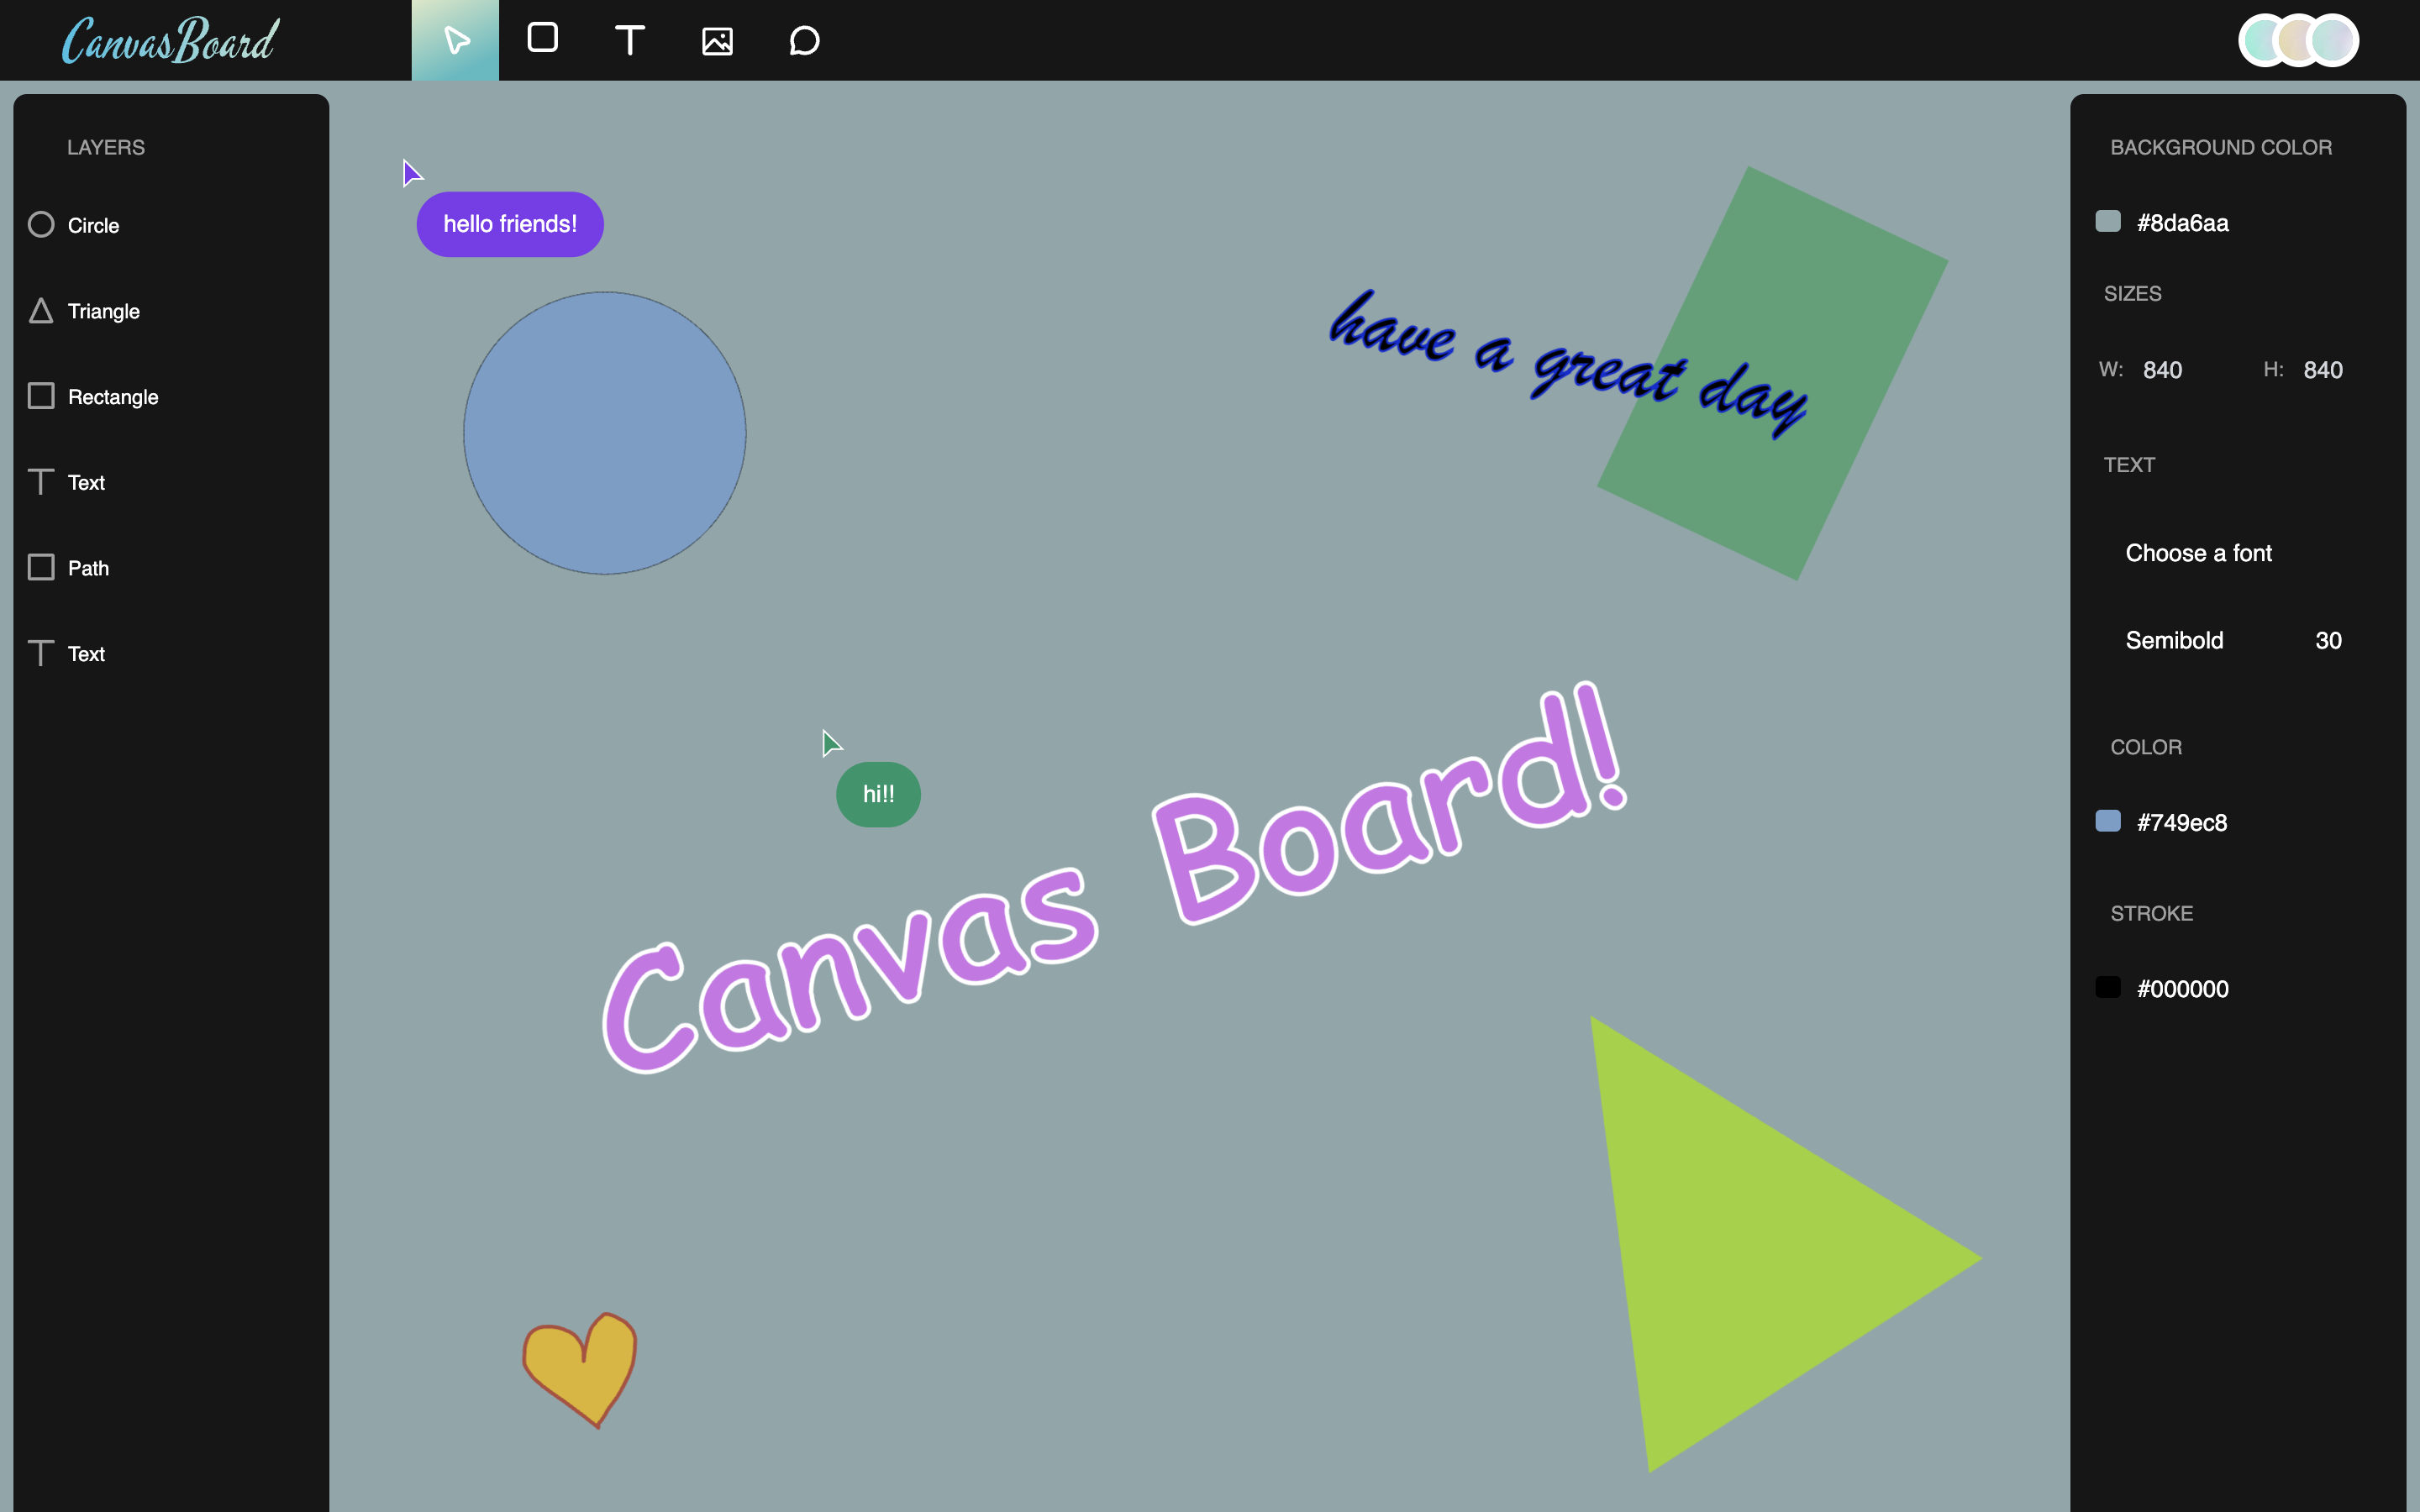 CanvasBoard
LAYERS
Circle
Triangle
Rectangle
Text
Path
Text
hello friends!
have a great day
hi!!
Canvas Board!
BACKGROUND COLOR
#8da6aa
SIZES
W: 840 H: 840
TEXT
Choose a font
Semibold 30
COLOR
#749ec8
STROKE
#000000